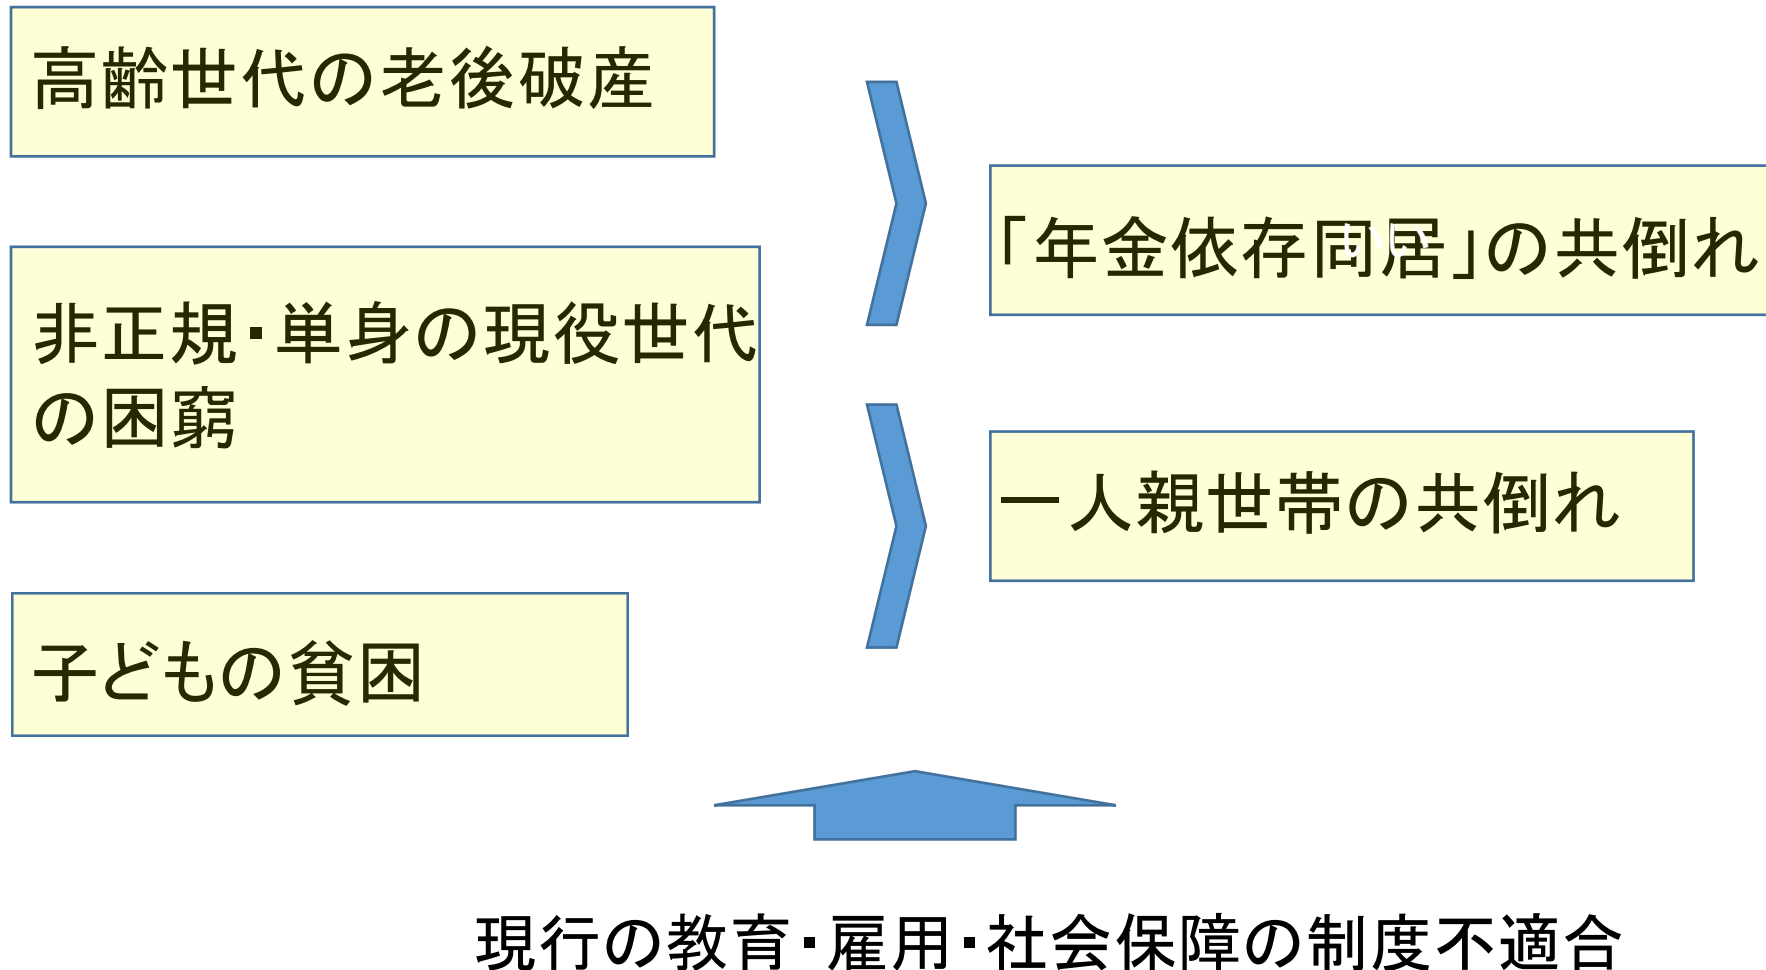 高齢世代の老後破産
「年金依存同居」の共倒れ
いい
非正規・単身の現役世代
の困窮
一人親世帯の共倒れ
子どもの貧困
現行の教育・雇用・社会保障の制度不適合